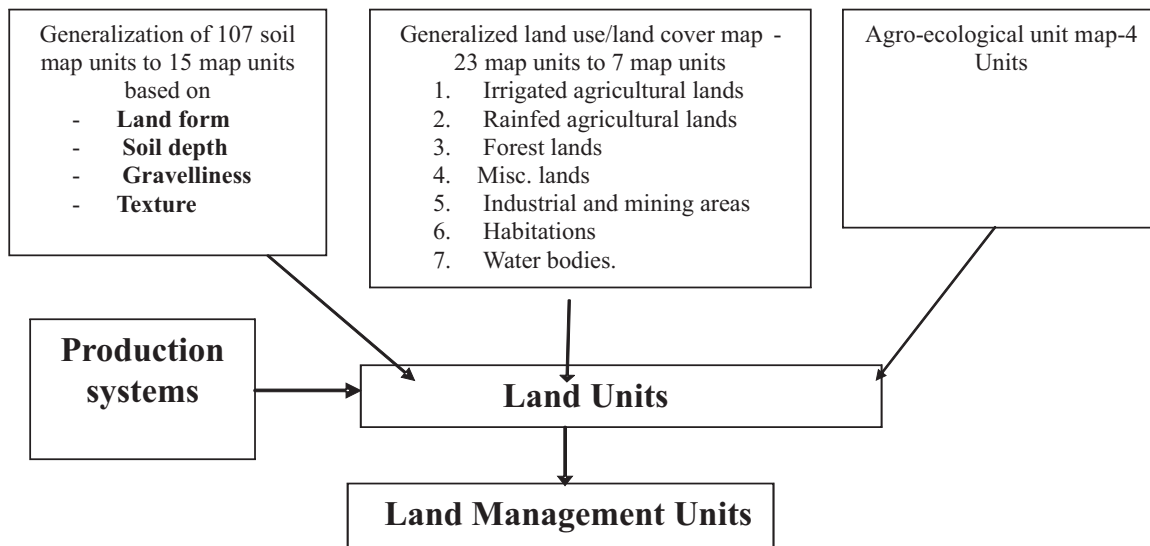 Generalization of 107 soil
map units to 15 map units
based on
- Land form
- Soil depth
- Gravelliness
- Texture
Generalized land use/land cover map -
23 map units to 7 map units
1. Irrigated agricultural lands
2. Rainfed agricultural lands
3. Forest lands
4. Misc. lands
5. Industrial and mining areas
6. Habitations
7. Water bodies.
Agro-ecological unit map-4
Units
Production
systems
Land Units
Land Management Units